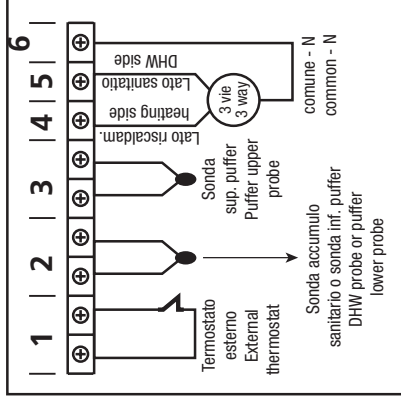 1
2
3
4
5
6
Termostato
esterno
External
thermostat
Sonda accumulo
sanitario o sonda inf. puffer
DHW probe or puffer
lower probe
Sonda
sup. puffer
Puffer upper
probe
Lato riscaldam.
heating side
Lato sanitatio
DHW side
3 vie
3 way
comune - N
common - N